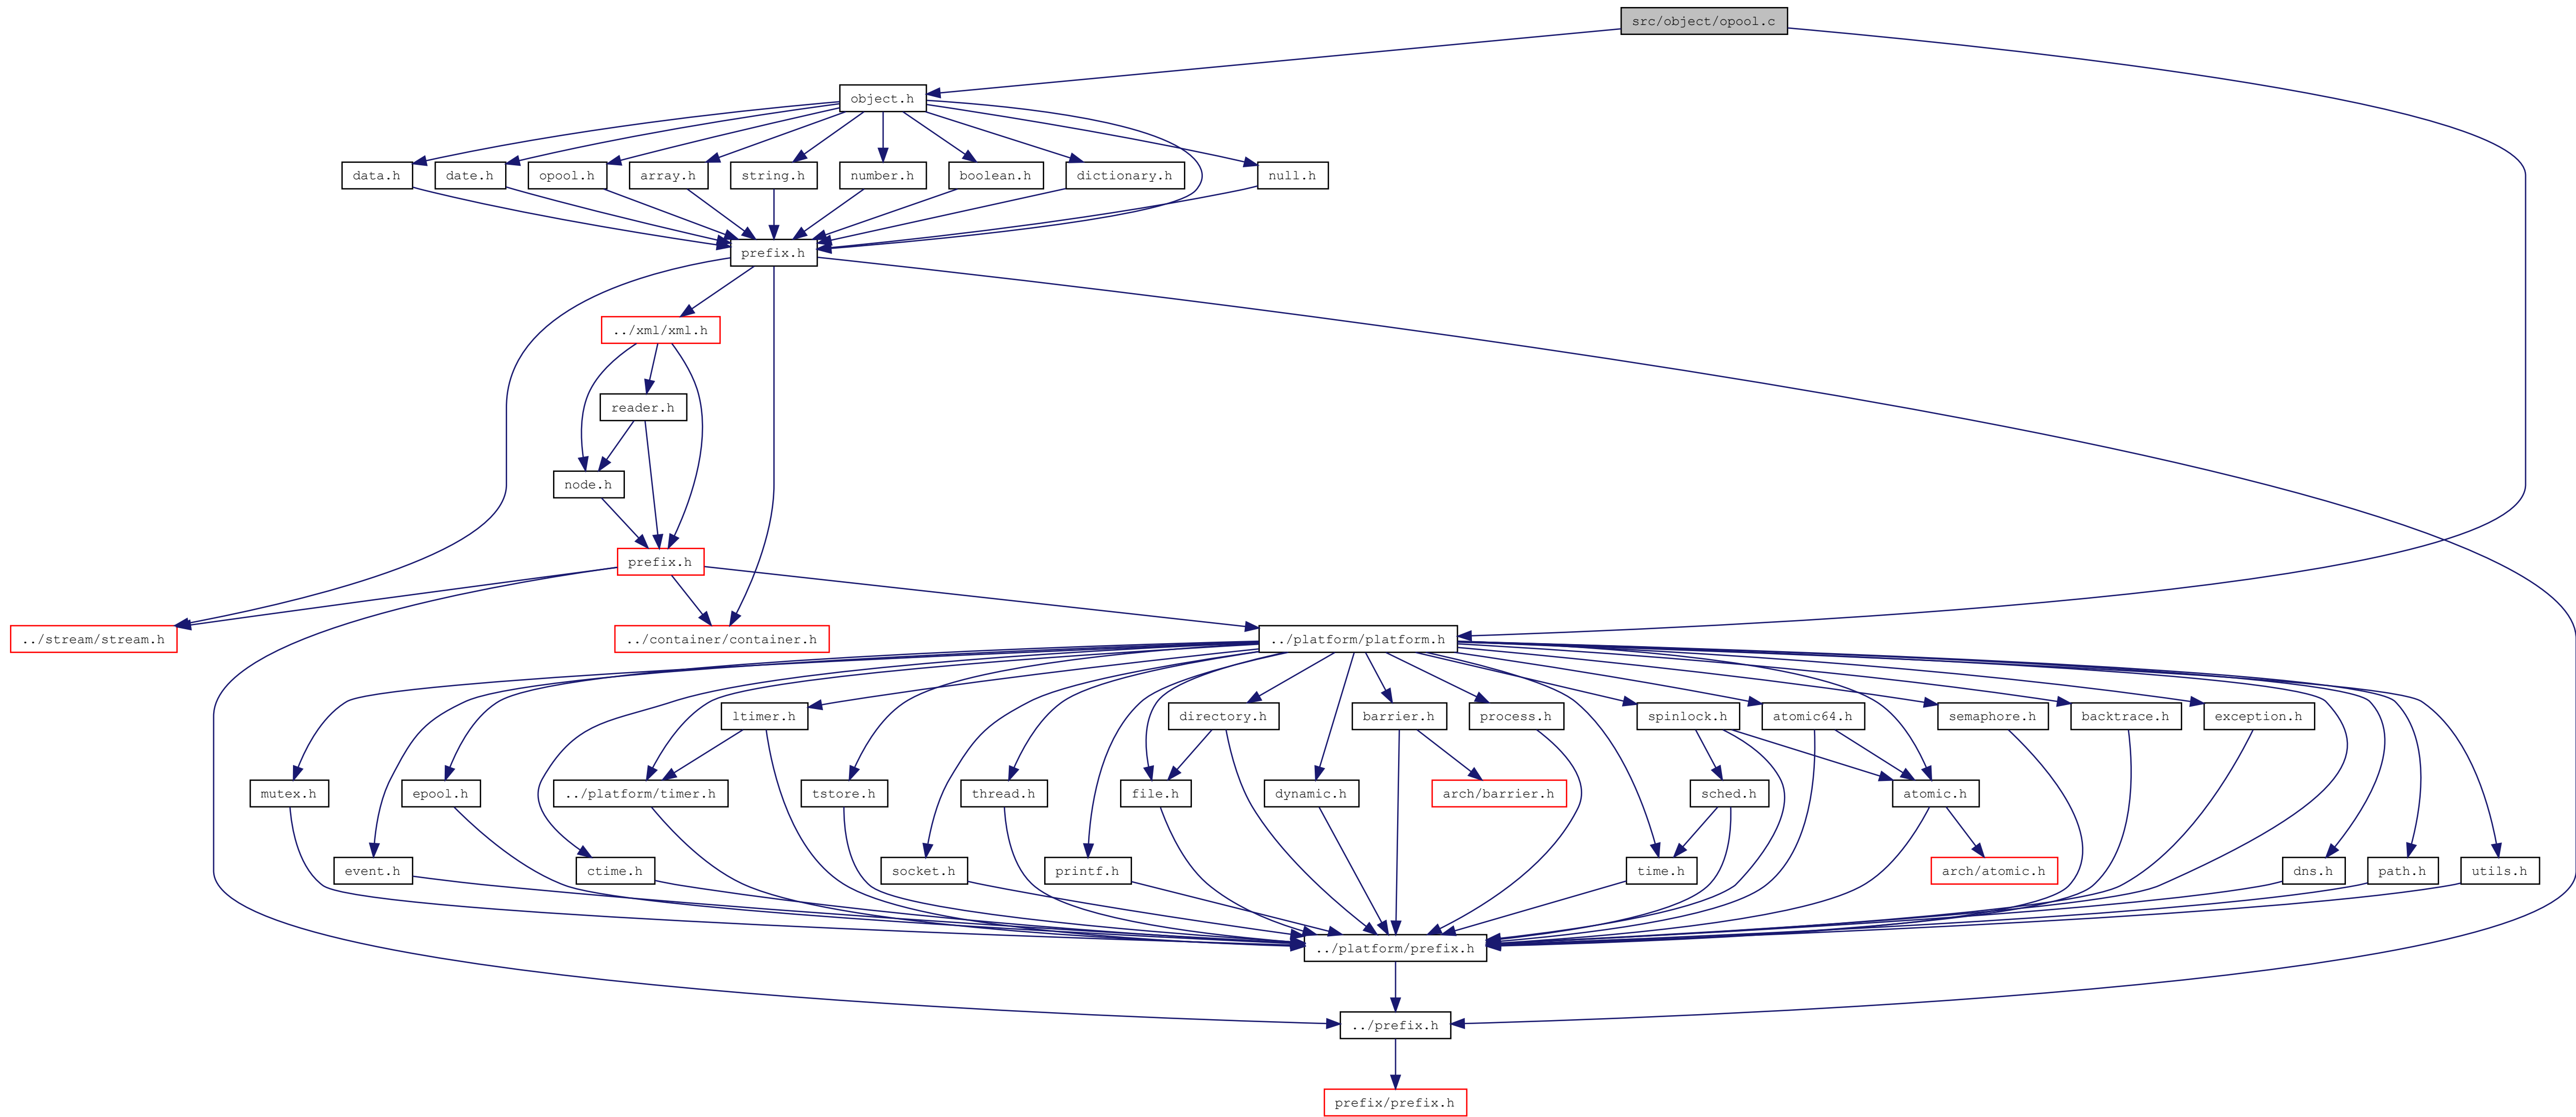 src/object/opool.c
object.h
data.h
date.h
opool.h
array.h
string.h
number.h
boolean.h
dictionary.h
null.h
prefix.h
../xml/xml.h
reader.h
node.h
prefix.h
../stream/stream.h
../container/container.h
../platform/platform.h
ltimer.h
directory.h
barrier.h
process.h
spinlock.h
atomic64.h
semaphore.h
backtrace.h
exception.h
mutex.h
epool.h
../platform/timer.h
tstore.h
thread.h
file.h
dynamic.h
arch/barrier.h
sched.h
atomic.h
event.h
ctime.h
socket.h
printf.h
time.h
arch/atomic.h
dns.h
path.h
utils.h
../platform/prefix.h
../prefix.h
prefix/prefix.h